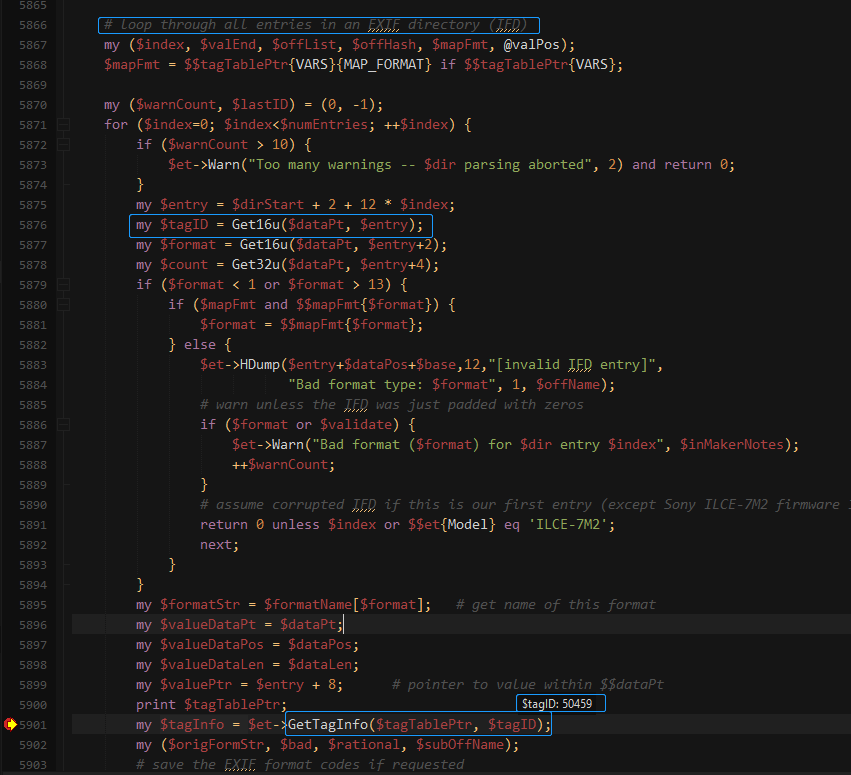 5865
5866 # loop through all entries in an EXIF directory (IFD)
5867 my ($index, $valEnd, $offList, $offHash, $mapFmt, @valPos);
5868 $mapFmt = $$tagTablePtr{VARS}{MAP_FORMAT} if $$tagTablePtr{VARS};
5869
5870 my ($warnCount, $lastID) = (0, -1);
5871 for ($index=0; $index<$numEntries; ++$index) {
5872 if ($warnCount > 10) {
5873 $et->Warn("Too many warnings -- $dir parsing aborted", 2) and return 0;
5874 }
5875 my $entry = $dirStart + 2 + 12 * $index;
5876 my $tagID = Get16u($dataPt, $entry);
5877 my $format = Get16u($dataPt, $entry+2);
5878 my $count = Get32u($dataPt, $entry+4);
5879 if ($format < 1 or $format > 13) {
5880 if ($mapFmt and $$mapFmt{$format}) {
5881 $format = $$mapFmt{$format};
5882 } else {
5883 $et->HDump($entry+$dataPos+$base,12,"[invalid IFD entry]",
5884 "Bad format type: $format", 1, $offName);
5885 # warn unless the IFD was just padded with zeros
5886 if ($format or $validate) {
5887 $et->Warn("Bad format ($format) for $dir entry $index", $inMakerNotes);
5888 ++$warnCount;
5889 }
5890 # assume corrupted IFD if this is our first entry (except Sony ILCE-7M2 firmware
5891 return 0 unless $index or $$et{Model} eq 'ILCE-7M2';
5892 next;
5893 }
5894 }
5895 my $formatStr = $formatName[$format]; # get name of this format
5896 my $valueDataPt = $dataPt;
5897 my $valueDataPos = $dataPos;
5898 my $valueDataLen = $dataLen;
5899 my $valuePtr = $entry + 8; # pointer to value within $$dataPt
5900 print $tagTablePtr; $tagID: 50459
5901 my $tagInfo = $et->GetTagInfo($tagTablePtr, $tagID);
5902 my ($origFormStr, $bad, $rational, $subOffName);
5903 # save the EXIF format codes if requested